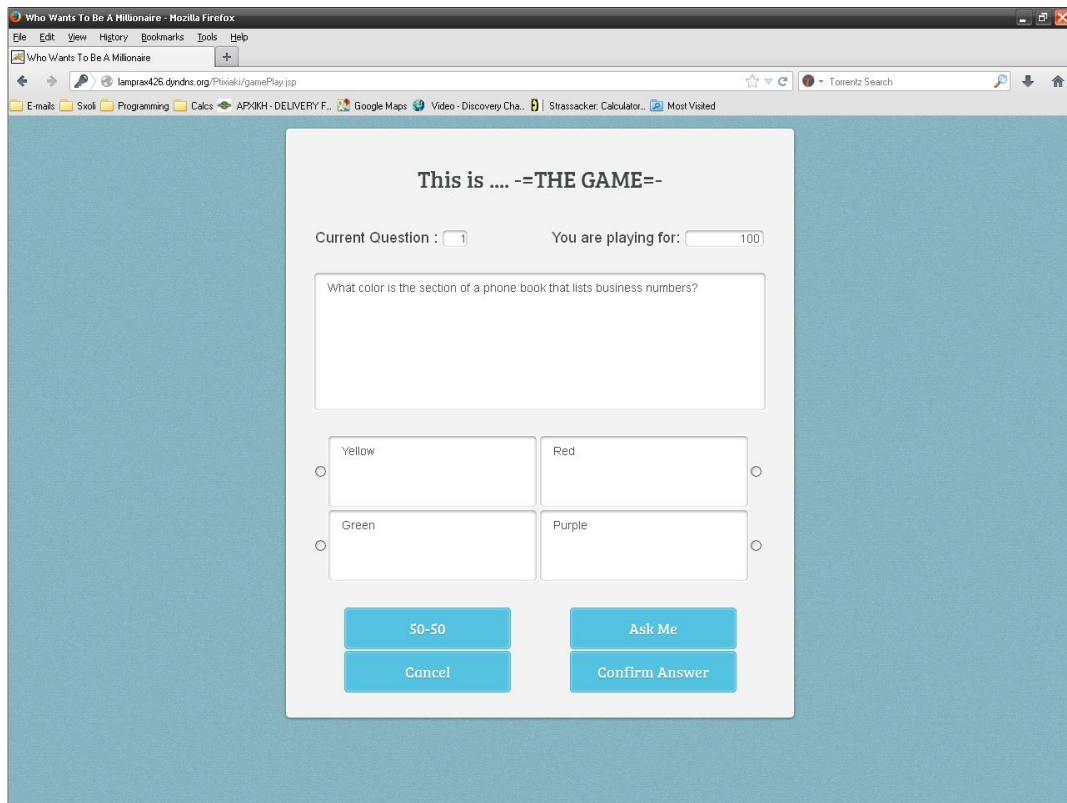 Who Wants To Be A Millionaire - Mozilla Firefox
File Edit View History Bookmarks Tools Help
Who Wants To Be A Millionaire
lamprax426.dyndns.org/Ptixiaki/gamePlay.jsp
Torrentz Search
E-mails Sxoli Programming Calcs ΑΡΧΙΚΗ - DELIVERY F... Google Maps Video - Discovery Cha... Strassacker: Calculator... Most Visited
This is .... -=THE GAME=-
Current Question : 1 You are playing for: 100
What color is the section of a phone book that lists business numbers?
Yellow Red
Green Purple
50-50 Ask Me
Cancel Confirm Answer